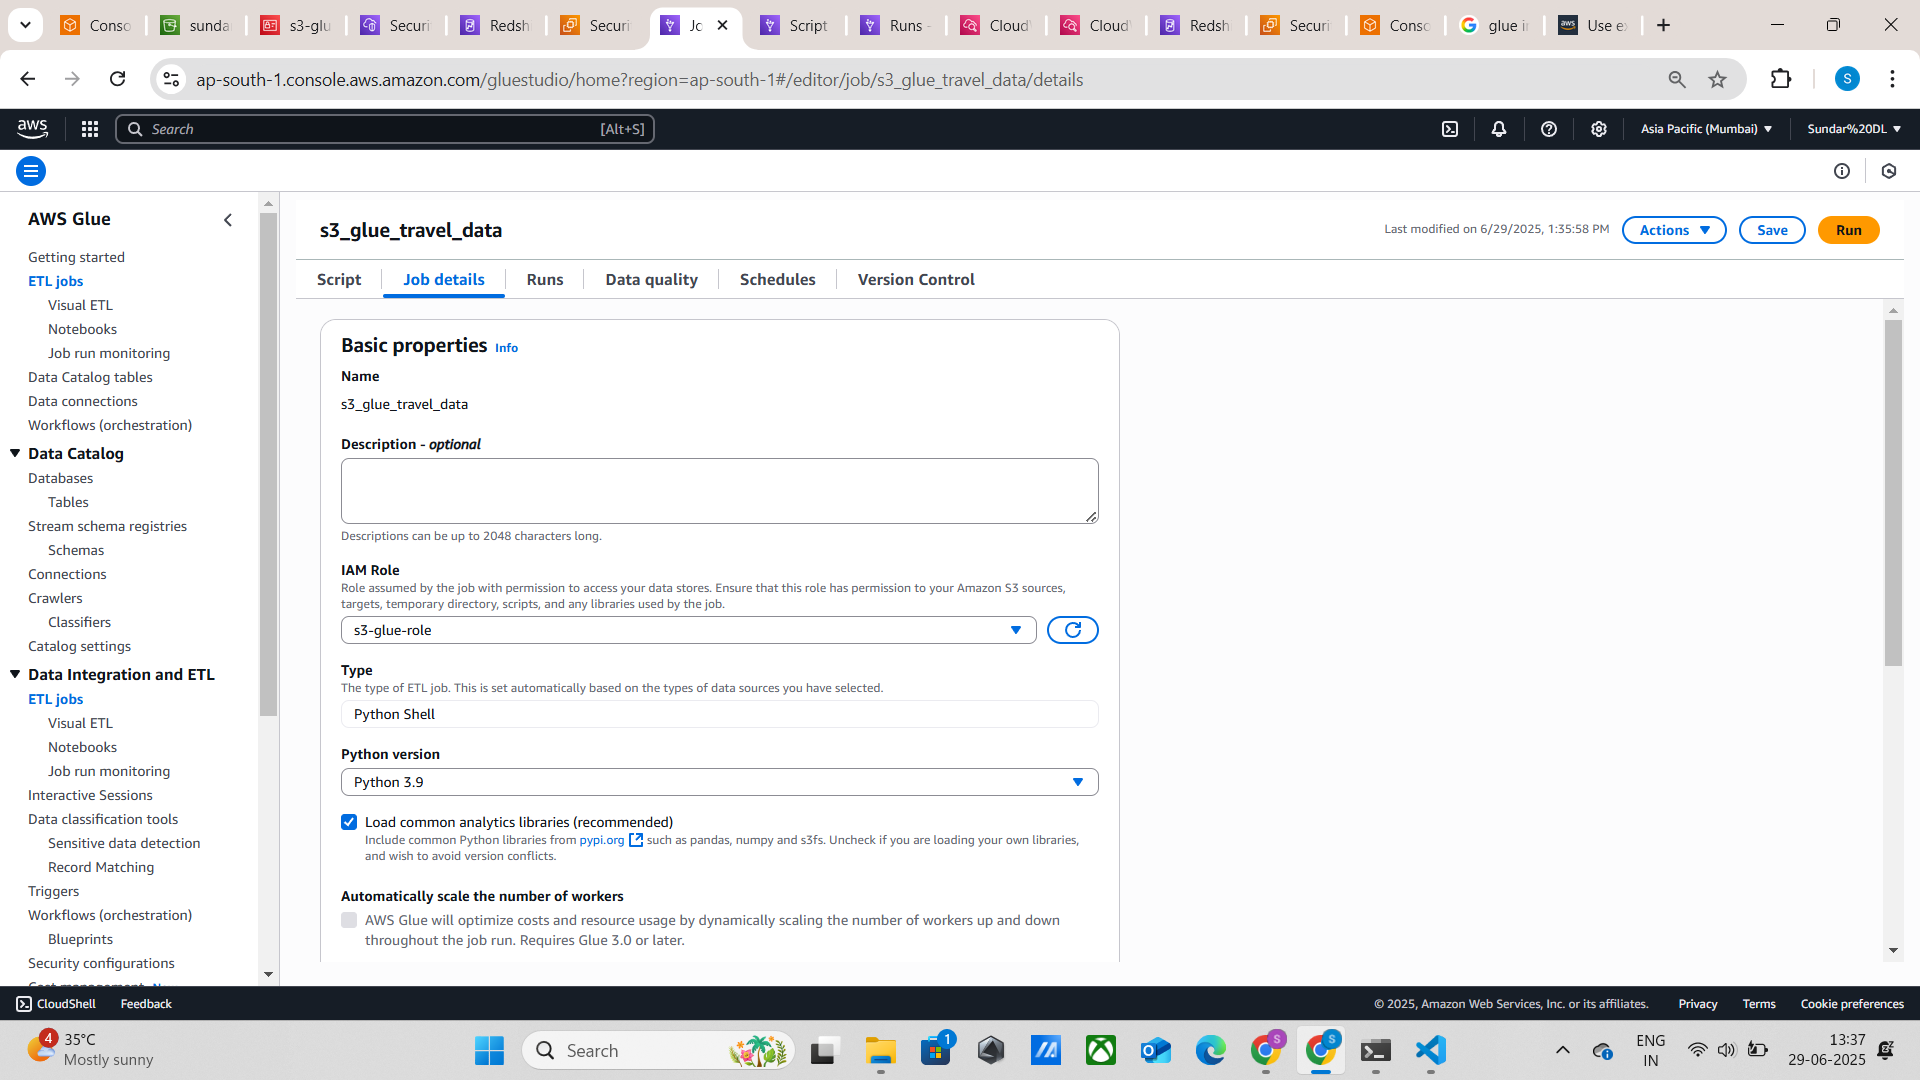 Conso
sunda
s3-glu
Securi
Redsh
Securi
Jo
Script
Runs -
Cloud
Cloud
Redsh
Securi
Conso
glue i
Use ex
ap-south-1.console.aws.amazon.com/gluestudio/home?region=ap-south-1#/editor/job/s3_glue_travel_data/details
S
aws
Search
[Alt+S]
Asia Pacific (Mumbai)
Sundar%20DL
AWS Glue
Getting started
ETL jobs
Visual ETL
Notebooks
Job run monitoring
Data Catalog tables
Data connections
Workflows (orchestration)
Data Catalog
Databases
Tables
Stream schema registries
Schemas
Connections
Crawlers
Classifiers
Catalog settings
Data Integration and ETL
ETL jobs
Visual ETL
Notebooks
Job run monitoring
Interactive Sessions
Data classification tools
Sensitive data detection
Record Matching
Triggers
Workflows (orchestration)
Blueprints
Security configurations
s3_glue_travel_data
Last modified on 6/29/2025, 1:35:58 PM
Actions
Save
Run
Script
Job details
Runs
Data quality
Schedules
Version Control
Basic properties Info
Name
s3_glue_travel_data
Description - optional
Descriptions can be up to 2048 characters long.
IAM Role
Role assumed by the job with permission to access your data stores. Ensure that this role has permission to your Amazon S3 sources,
targets, temporary directory, scripts, and any libraries used by the job.
s3-glue-role
Type
The type of ETL job. This is set automatically based on the types of data sources you have selected.
Python Shell
Python version
Python 3.9
Load common analytics libraries (recommended)
Include common Python libraries from pypi.org such as pandas, numpy and s3fs. Uncheck if you are loading your own libraries,
and wish to avoid version conflicts.
Automatically scale the number of workers
AWS Glue will optimize costs and resource usage by dynamically scaling the number of workers up and down
throughout the job run. Requires Glue 3.0 or later.
CloudShell
Feedback
© 2025, Amazon Web Services, Inc. or its affiliates.
Privacy
Terms
Cookie preferences
4
35°C
Mostly sunny
Search
1
S
S
ENG
IN
13:37
29-06-2025